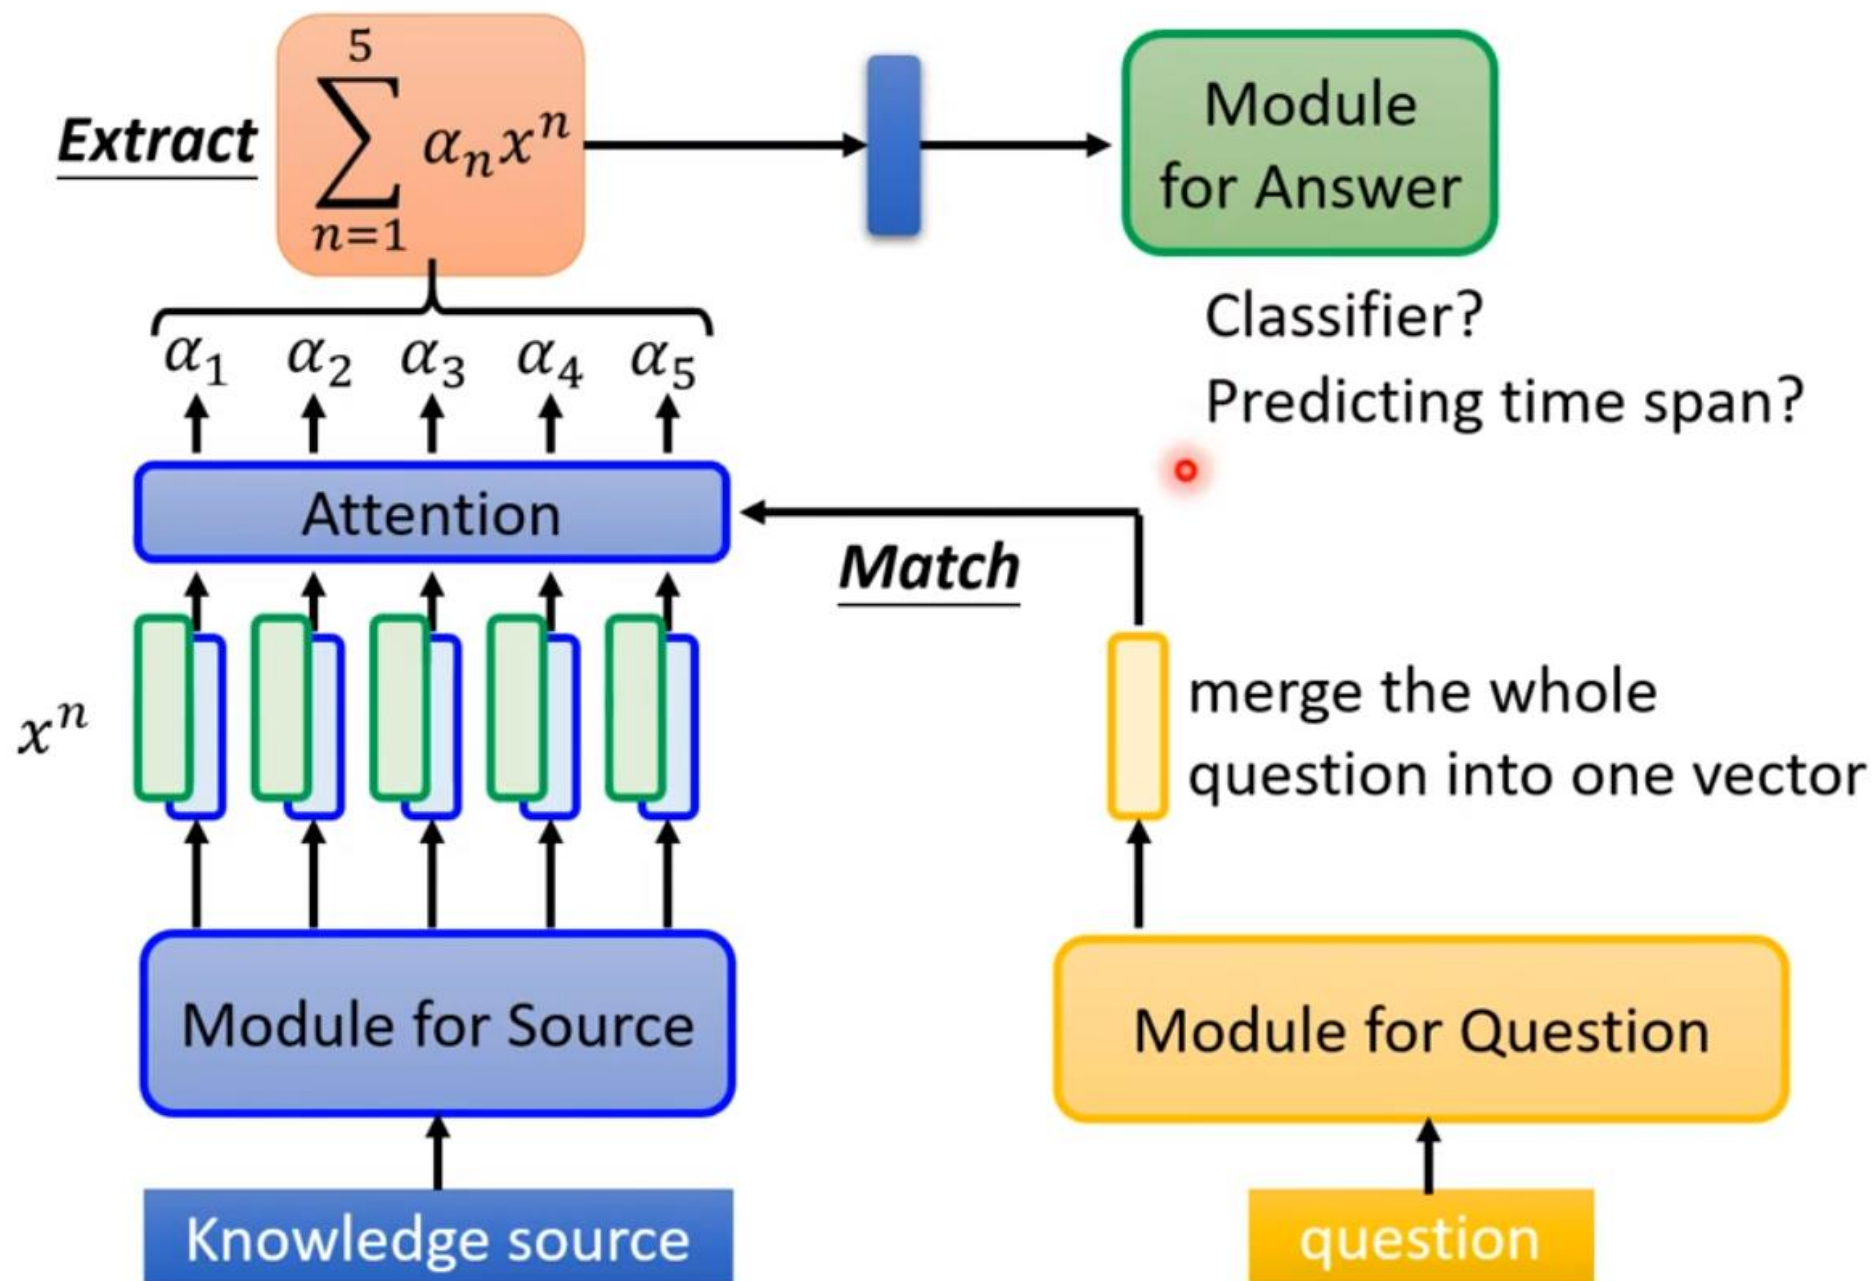 Extract
5
∑ αₙxⁿ
n=1
Module
for Answer
Classifier?
Predicting time span?
α₁ α₂ α₃ α₄ α₅
Attention
Match
xⁿ
merge the whole
question into one vector
Module for Source
Module for Question
Knowledge source
question